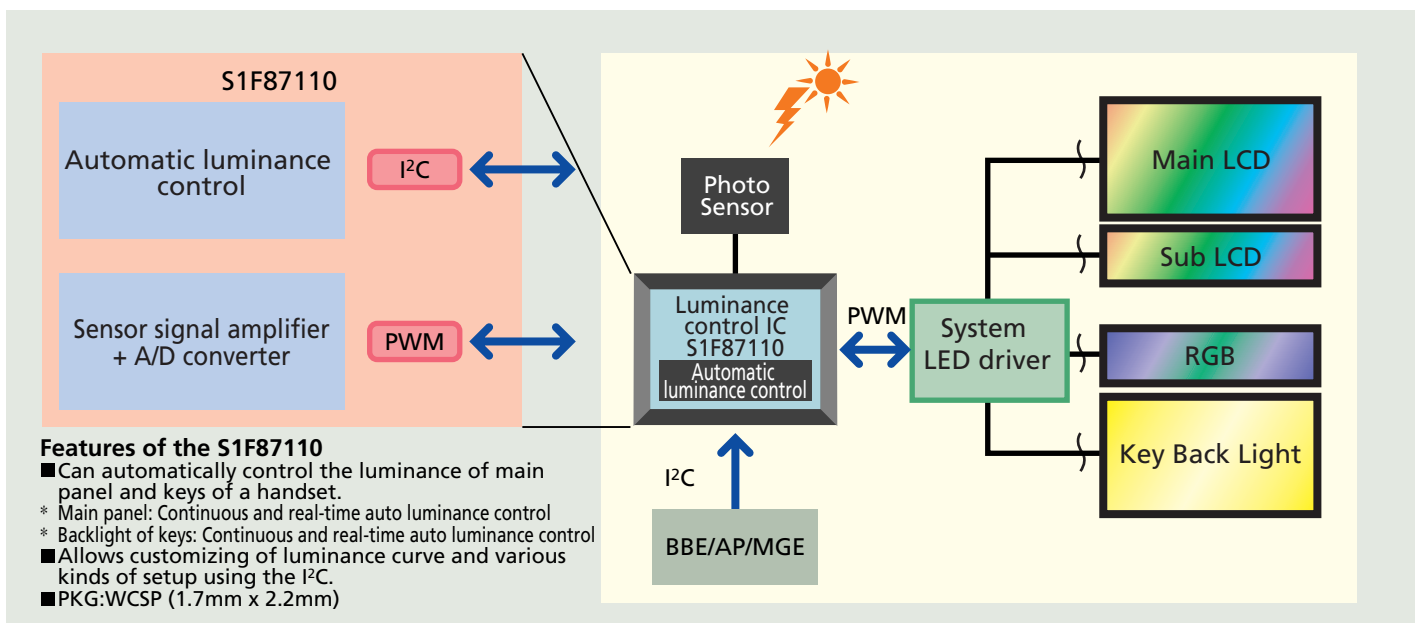 S1F87110
Automatic luminance
control
I²C
Sensor signal amplifier
+ A/D converter
PWM
Features of the S1F87110
■Can automatically control the luminance of main
panel and keys of a handset.
* Main panel: Continuous and real-time auto luminance control
* Backlight of keys: Continuous and real-time auto luminance control
■Allows customizing of luminance curve and various
kinds of setup using the I²C.
■PKG:WCSP (1.7mm x 2.2mm)
Photo
Sensor
Luminance
control IC
S1F87110
Automatic
luminance control
PWM
I²C
BBE/AP/MGE
System
LED driver
Main LCD
Sub LCD
RGB
Key Back Light